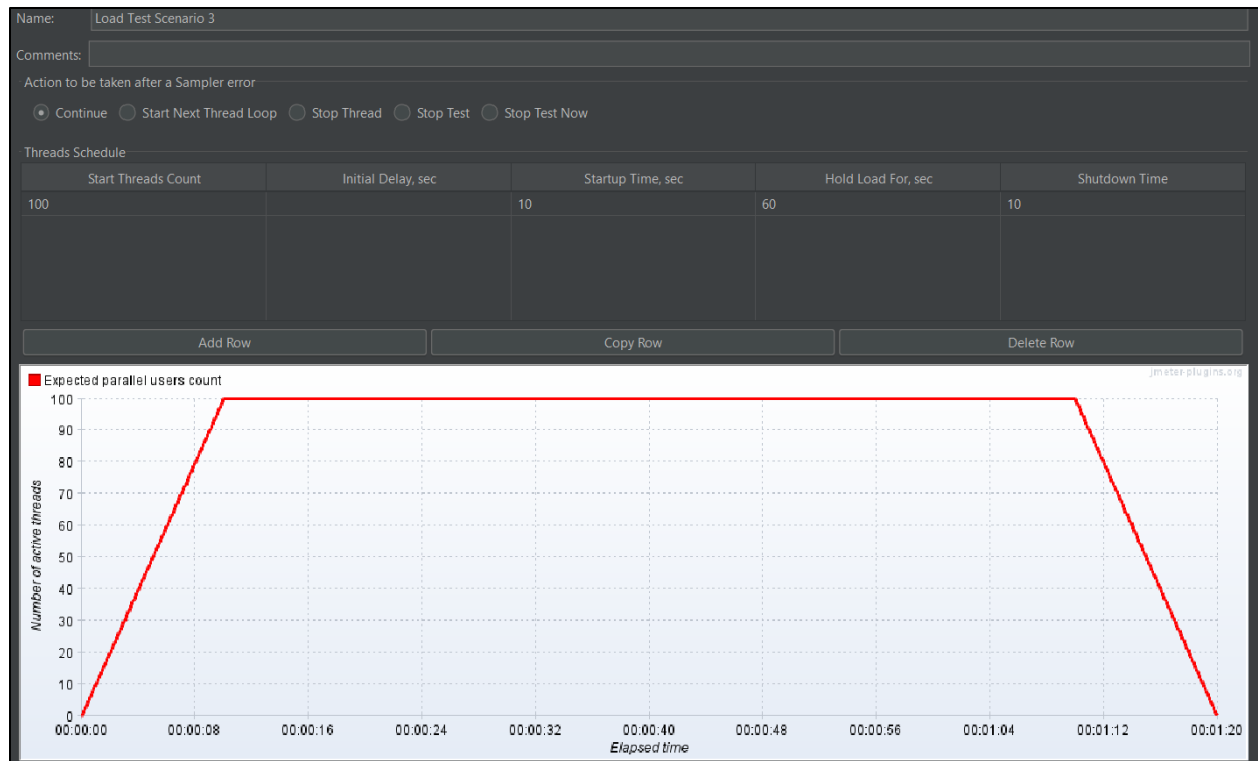 Name: Load Test Scenario 3
Comments:
Action to be taken after a Sampler error
Continue Start Next Thread Loop Stop Thread Stop Test Stop Test Now
Threads Schedule
Start Threads Count Initial Delay, sec Startup Time, sec Hold Load For, sec Shutdown Time
100 10 60 10
Add Row Copy Row Delete Row
Expected parallel users count
jmeter-plugins.org
100
90
80
70
60
50
40
30
20
10
0
Number of active threads
00:00:00 00:00:08 00:00:16 00:00:24 00:00:32 00:00:40 00:00:48 00:00:56 00:01:04 00:01:12 00:01:20
Elapsed time